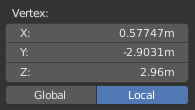 Vertex:
X: 0.57747m
Y: -2.9031m
Z: 2.96m
Global Local